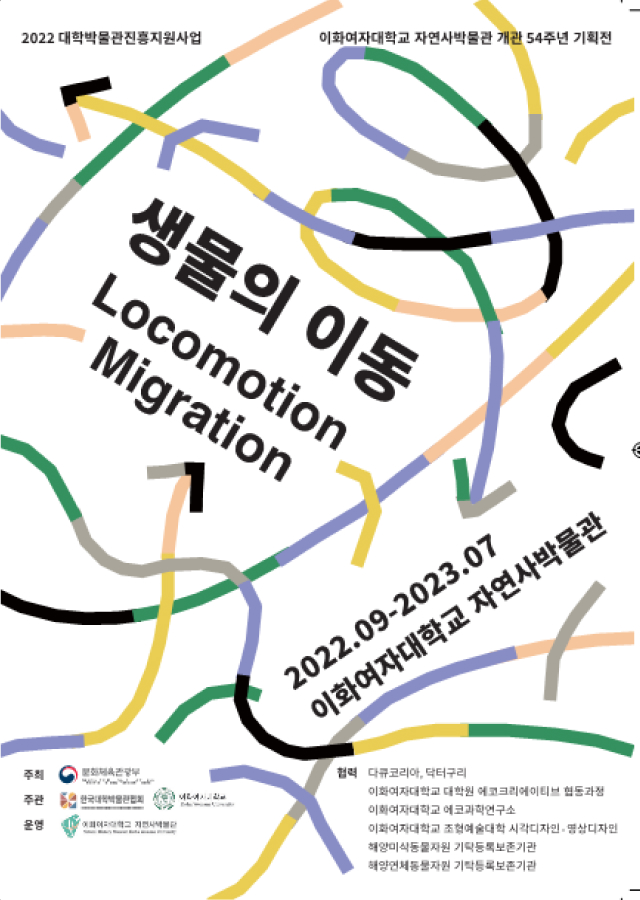 2022 대학박물관진흥지원사업
이화여자대학교 자연사박물관 개관 54주년 기획전
생물의 이동
Locomotion
Migration
2022.09-2023.07
이화여자대학교 자연사박물관
주최 문화체육관광부
주관 한국대학박물관협회 이화여자대학교
운영 이화여자대학교 자연사박물관
협력 다큐코리아, 닥터구리
이화여자대학교 대학원 에코크리에이티브 협동과정
이화여자대학교 에코과학연구소
이화여자대학교 조형예술대학 시각디자인·영상디자인
해양미삭동물자원 기탁등록보존기관
해양연체동물자원 기탁등록보존기관